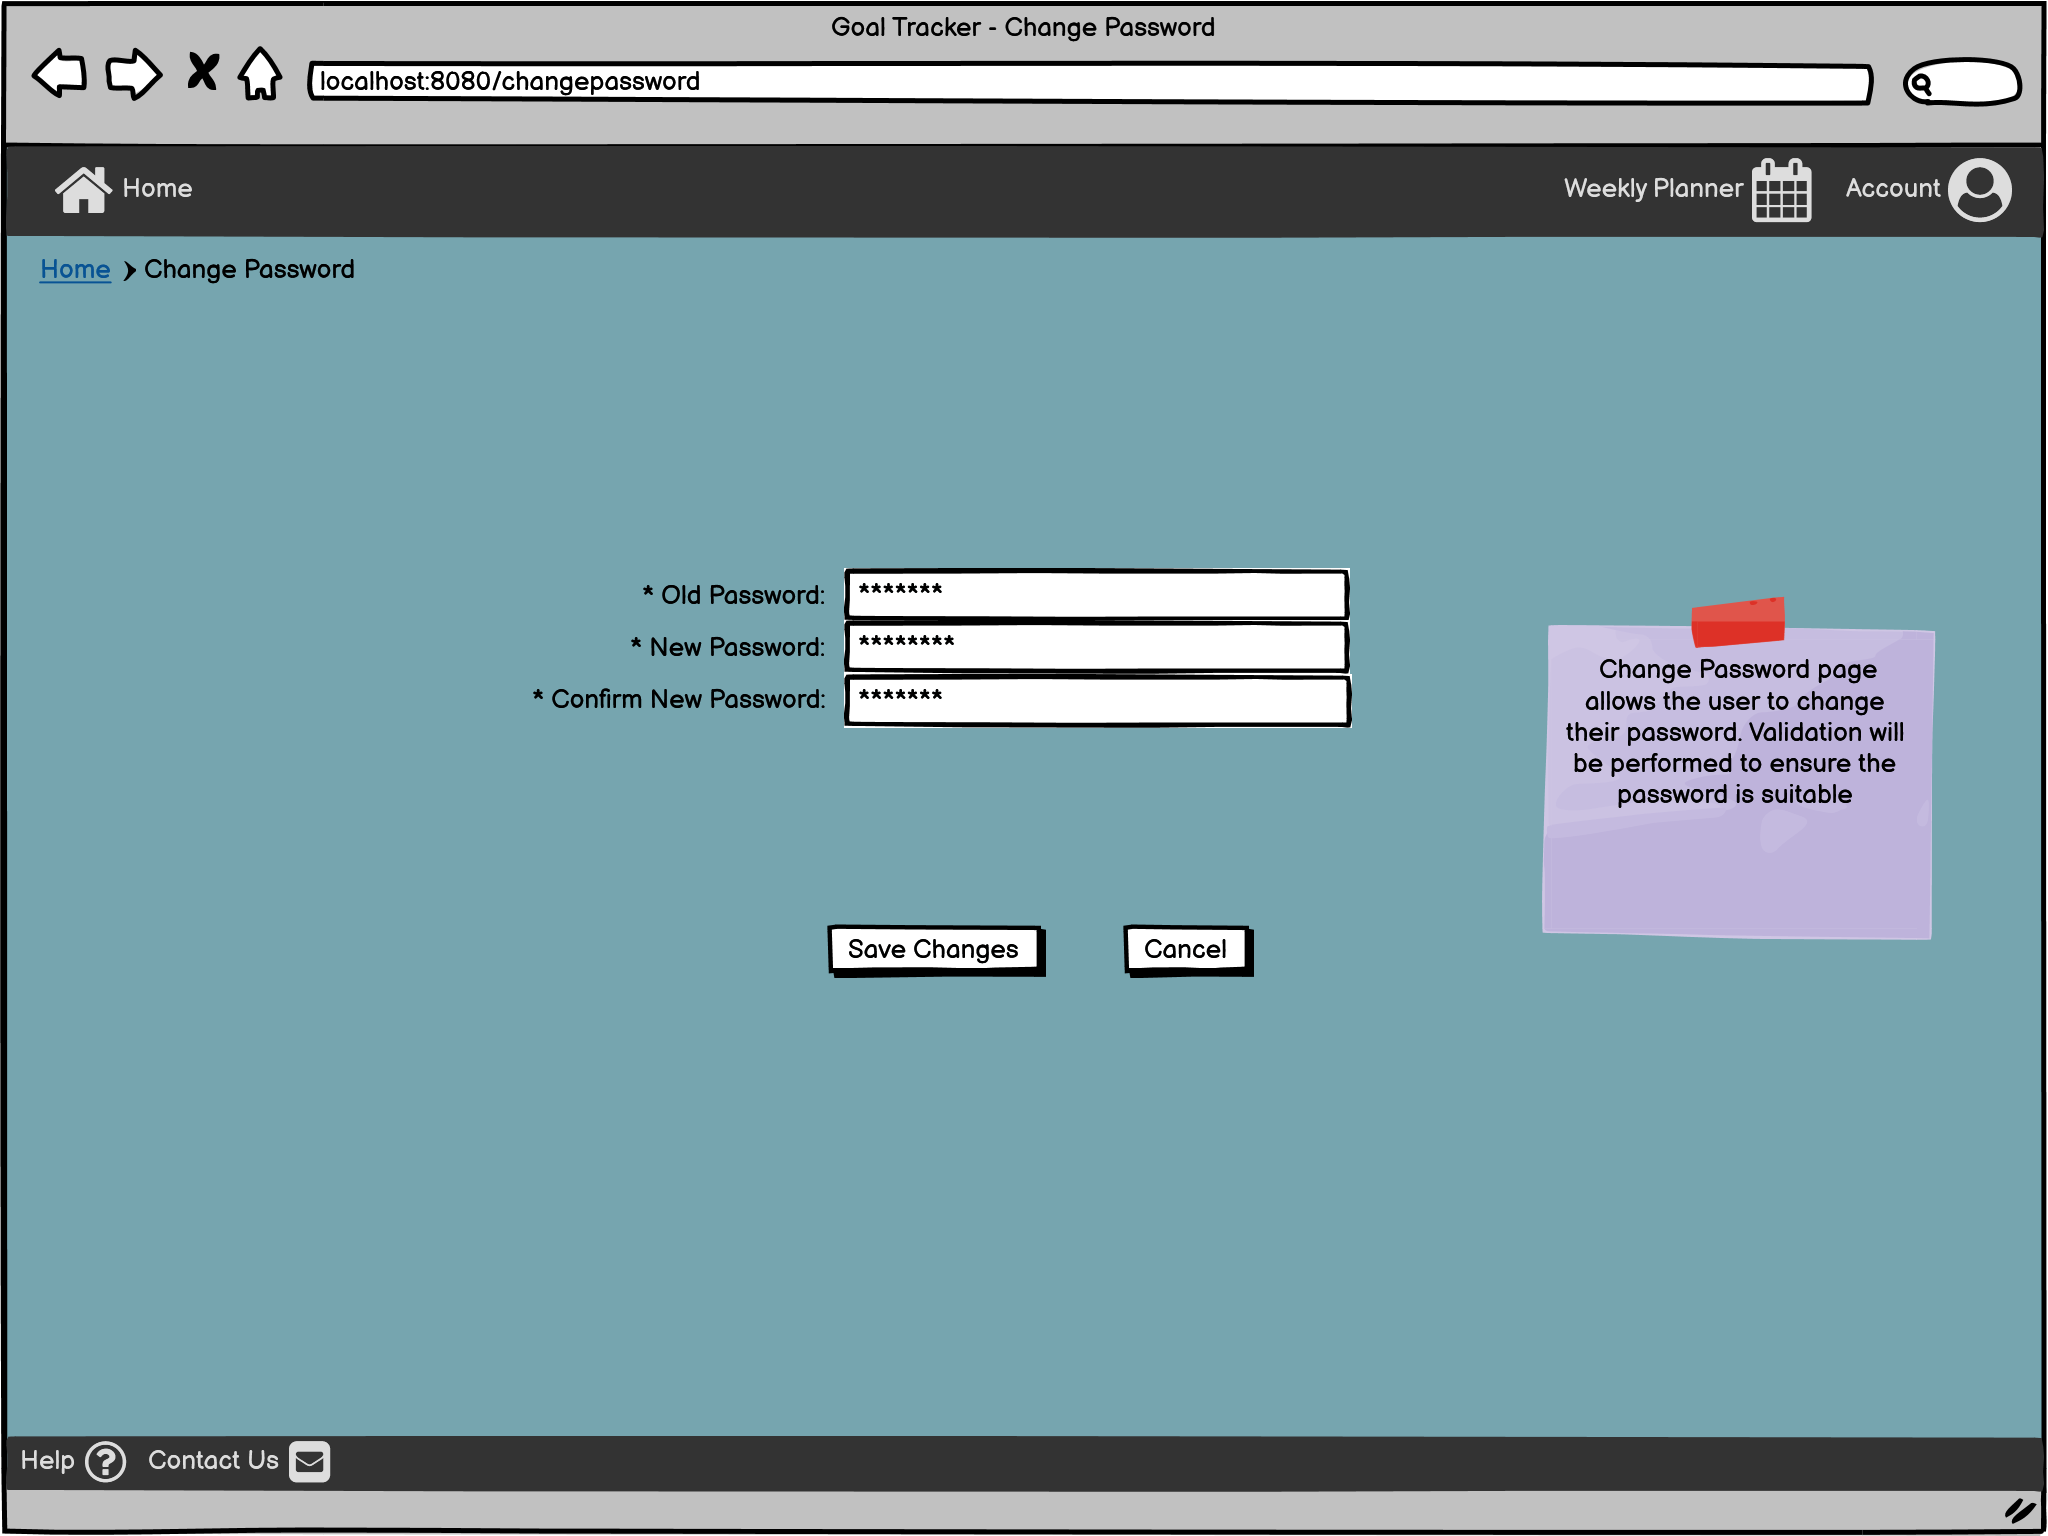 Goal Tracker - Change Password
localhost:8080/changepassword
Home
Weekly Planner
Account
Home
Change Password
* Old Password: *******
* New Password: ********
* Confirm New Password: *******
Change Password page
allows the user to change
their password. Validation will
be performed to ensure the
password is suitable
Save Changes
Cancel
Help ?
Contact Us